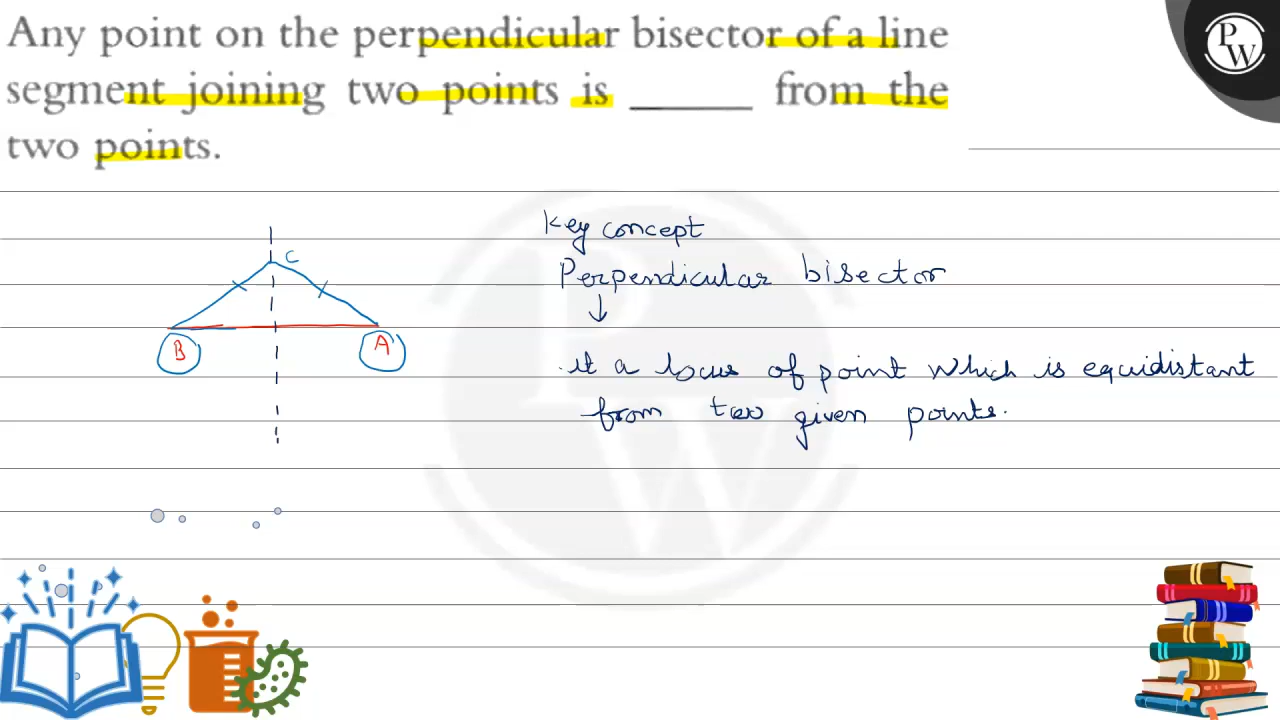 Any point on the perpendicular bisector of a line
segment joining two points is ______ from the
two points.
PW
Key concept
C
Perpendicular bisector
B
A
it a locus of point which is equidistant
from two given points.